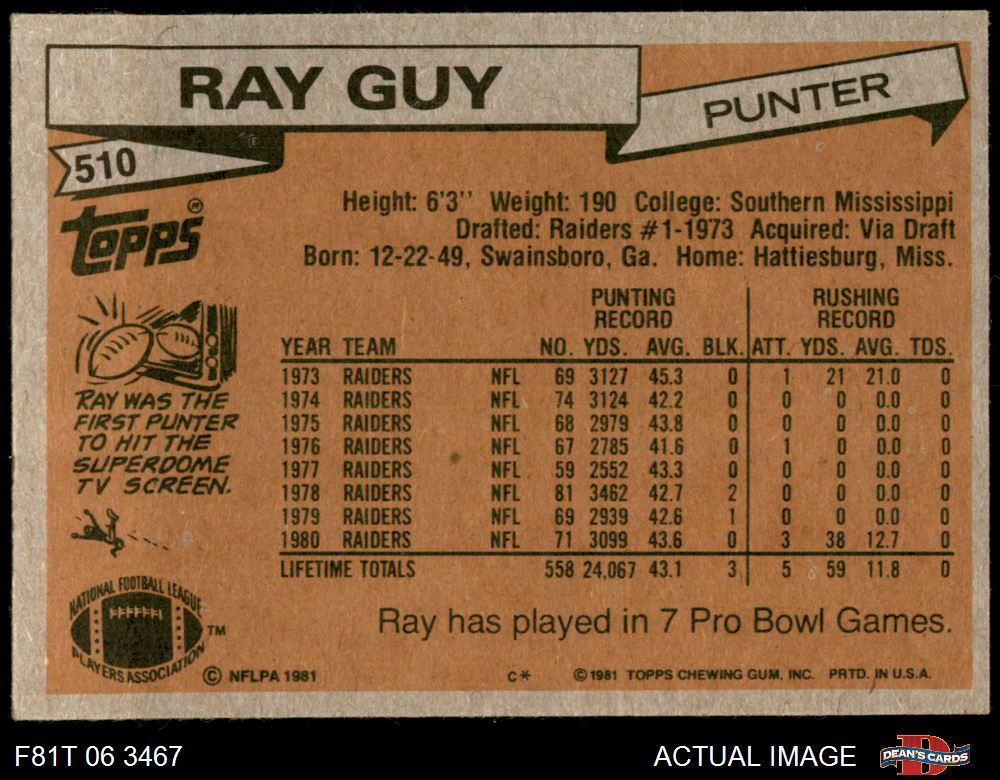 RAY GUY
PUNTER
510
TOPPS®
Height: 6'3'' Weight: 190 College: Southern Mississippi
Drafted: Raiders #1-1973 Acquired: Via Draft
Born: 12-22-49, Swainsboro, Ga. Home: Hattiesburg, Miss.
RAY WAS THE
FIRST PUNTER
TO HIT THE
SUPERDOME
TV SCREEN.
PUNTING RUSHING
RECORD RECORD
YEAR TEAM NO. YDS. AVG. BLK. ATT. YDS. AVG. TDS.
1973 RAIDERS NFL 69 3127 45.3 0 1 21 21.0 0
1974 RAIDERS NFL 74 3124 42.2 0 0 0 0.0 0
1975 RAIDERS NFL 68 2979 43.8 0 0 0 0.0 0
1976 RAIDERS NFL 67 2785 41.6 0 1 0 0.0 0
1977 RAIDERS NFL 59 2552 43.3 0 0 0 0.0 0
1978 RAIDERS NFL 81 3462 42.7 2 0 0 0.0 0
1979 RAIDERS NFL 69 2939 42.6 1 0 0 0.0 0
1980 RAIDERS NFL 71 3099 43.6 0 3 38 12.7 0
LIFETIME TOTALS 558 24,067 43.1 3 5 59 11.8 0
Ray has played in 7 Pro Bowl Games.
NATIONAL FOOTBALL LEAGUE
PLAYERS ASSOCIATION
TM
© NFLPA 1981
C*
© 1981 TOPPS CHEWING GUM, INC. PRTD. IN U.S.A.
F81T 06 3467
ACTUAL IMAGE
D
DEAN'S CARDS